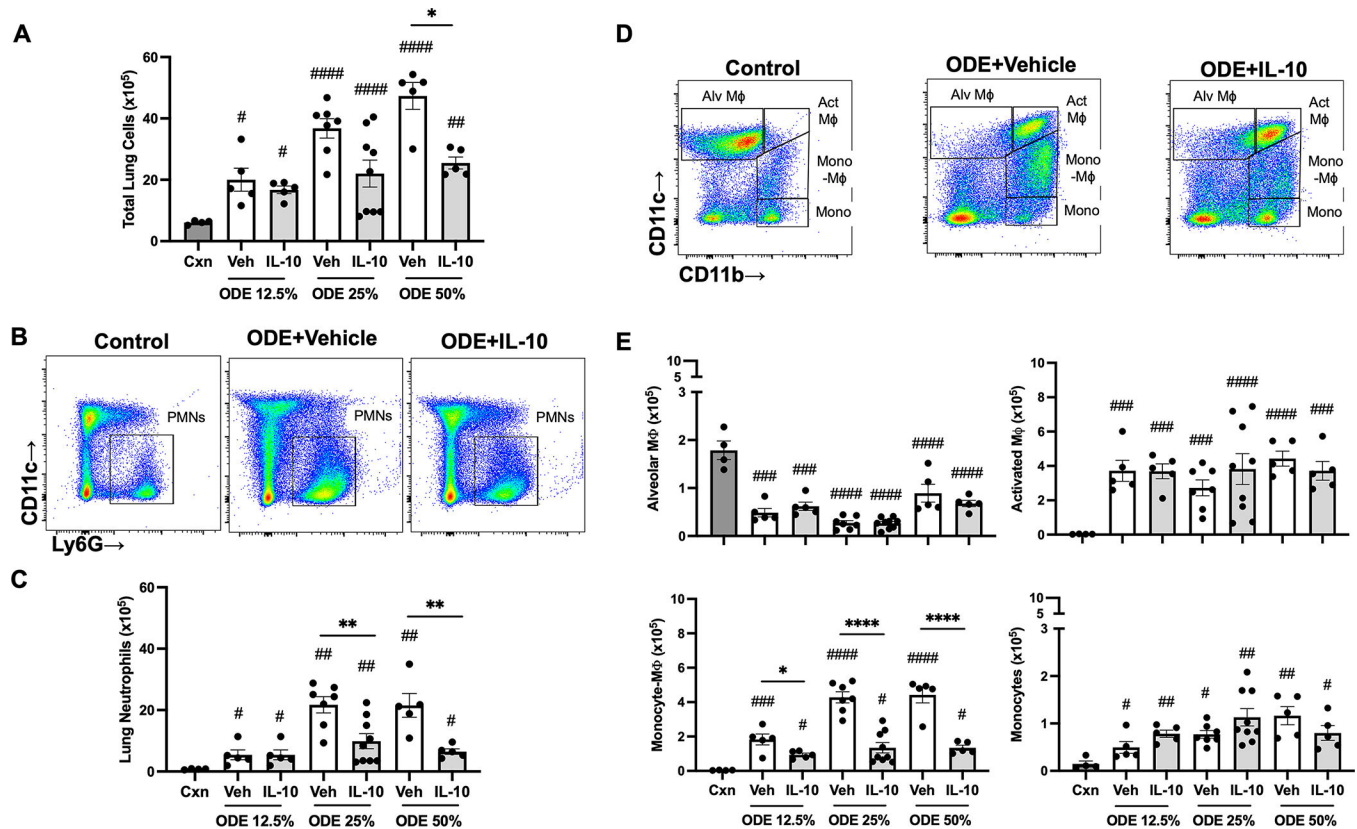 A
Total Lung Cells (x10⁵)
60
40
20
0
#
#
####
####
####
*
##
Cxn Veh IL-10 Veh IL-10 Veh IL-10
ODE 12.5% ODE 25% ODE 50%
B
Control ODE+Vehicle ODE+IL-10
PMNs PMNs PMNs
CD11c→
Ly6G→
C
Lung Neutrophils (x10⁵)
60
40
20
0
#
#
##
**
##
##
**
#
Cxn Veh IL-10 Veh IL-10 Veh IL-10
ODE 12.5% ODE 25% ODE 50%
D
Control ODE+Vehicle ODE+IL-10
Alv Mϕ Act Mϕ Mono-Mϕ Mono
Alv Mϕ Act Mϕ Mono-Mϕ Mono
Alv Mϕ Act Mϕ Mono-Mϕ Mono
CD11c→
CD11b→
E
Alveolar MΦ (x10⁵)
10
5
2
1
0
###
###
####
####
####
####
Activated Mϕ (x10⁵)
10
8
6
4
2
0
###
###
###
####
####
###
Monocyte-MΦ (x10⁵)
10
8
6
4
2
0
###
*
#
####
****
#
####
****
#
Cxn Veh IL-10 Veh IL-10 Veh IL-10
ODE 12.5% ODE 25% ODE 50%
Monocytes (x10⁵)
10
5
3
2
1
0
#
##
#
##
##
#
Cxn Veh IL-10 Veh IL-10 Veh IL-10
ODE 12.5% ODE 25% ODE 50%